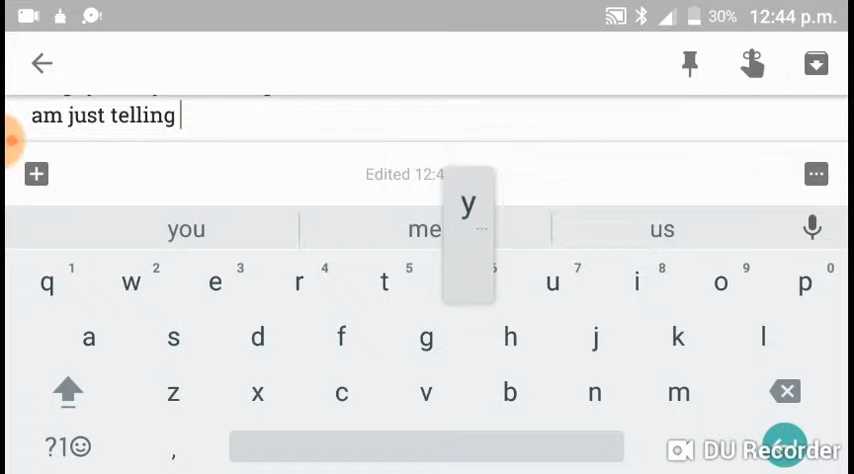 30% 12:44 p.m.
am just telling
Edited 12:4
y
you me us
1 2 3 4 5 6 7 8 9 0
q w e r t u i o p
a s d f g h j k l
z x c v b n m
?1☺ ,
DU Recorder